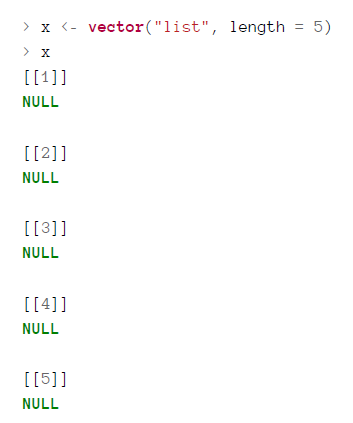 > x <- vector("list", length = 5)
> x
[[1]]
NULL
[[2]]
NULL
[[3]]
NULL
[[4]]
NULL
[[5]]
NULL